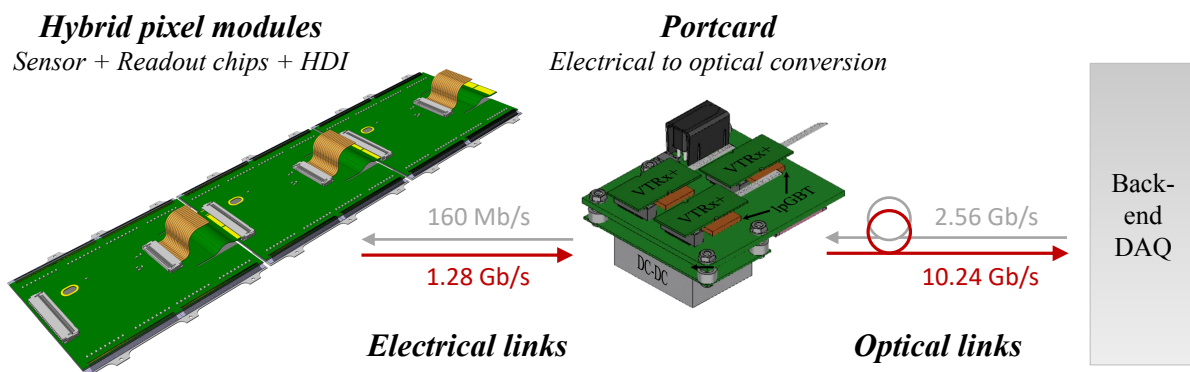 Hybrid pixel modules
Sensor + Readout chips + HDI
Portcard
Electrical to optical conversion
VTRx+
VTRx+
VTRx+
lpGBT
DC-DC
160 Mb/s
1.28 Gb/s
2.56 Gb/s
10.24 Gb/s
Back-
end
DAQ
Electrical links
Optical links